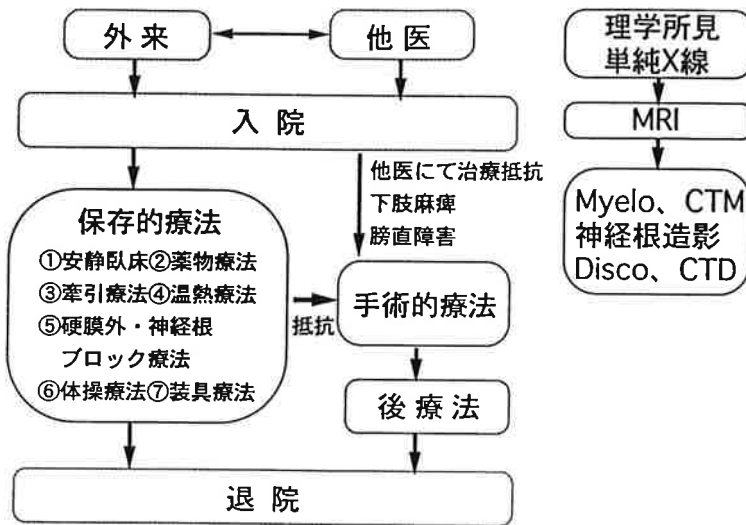 外来
他医
入院
他医にて治療抵抗
下肢麻痺
膀直障害
保存的療法
①安静臥床②薬物療法
③牽引療法④温熱療法
⑤硬膜外・神経根
ブロック療法
⑥体操療法⑦装具療法
抵抗
手術的療法
後療法
退院
理学所見
単純X線
MRI
Myelo、CTM
神経根造影
Disco、CTD